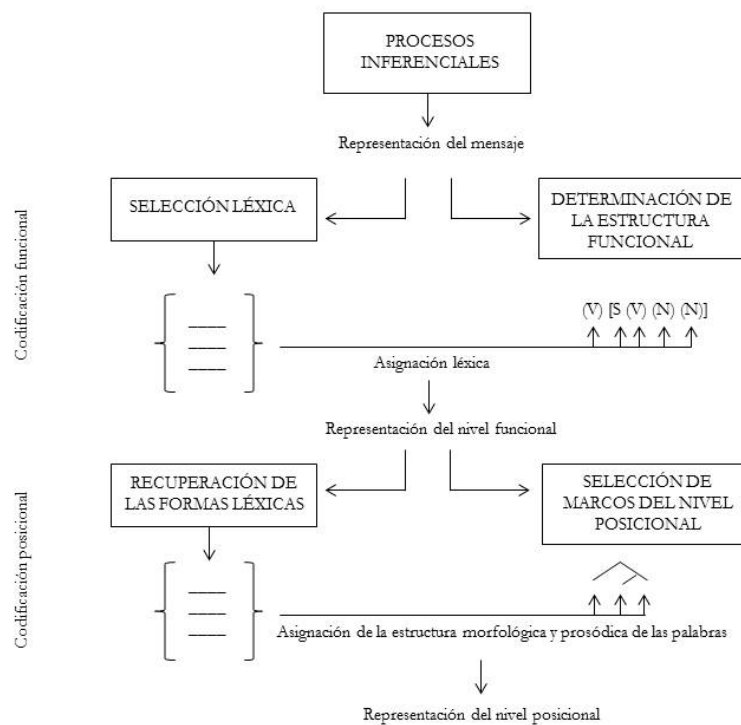 PROCESOS
INFERENCIALES
Representación del mensaje
SELECCIÓN LÉXICA
DETERMINACIÓN DE
LA ESTRUCTURA
FUNCIONAL
Codificación funcional
(V) [S (V) (N) (N)]
Asignación léxica
Representación del nivel funcional
RECUPERACIÓN DE
LAS FORMAS LÉXICAS
SELECCIÓN DE
MARCOS DEL NIVEL
POSICIONAL
Codificación posicional
Asignación de la estructura morfológica y prosódica de las palabras
Representación del nivel posicional